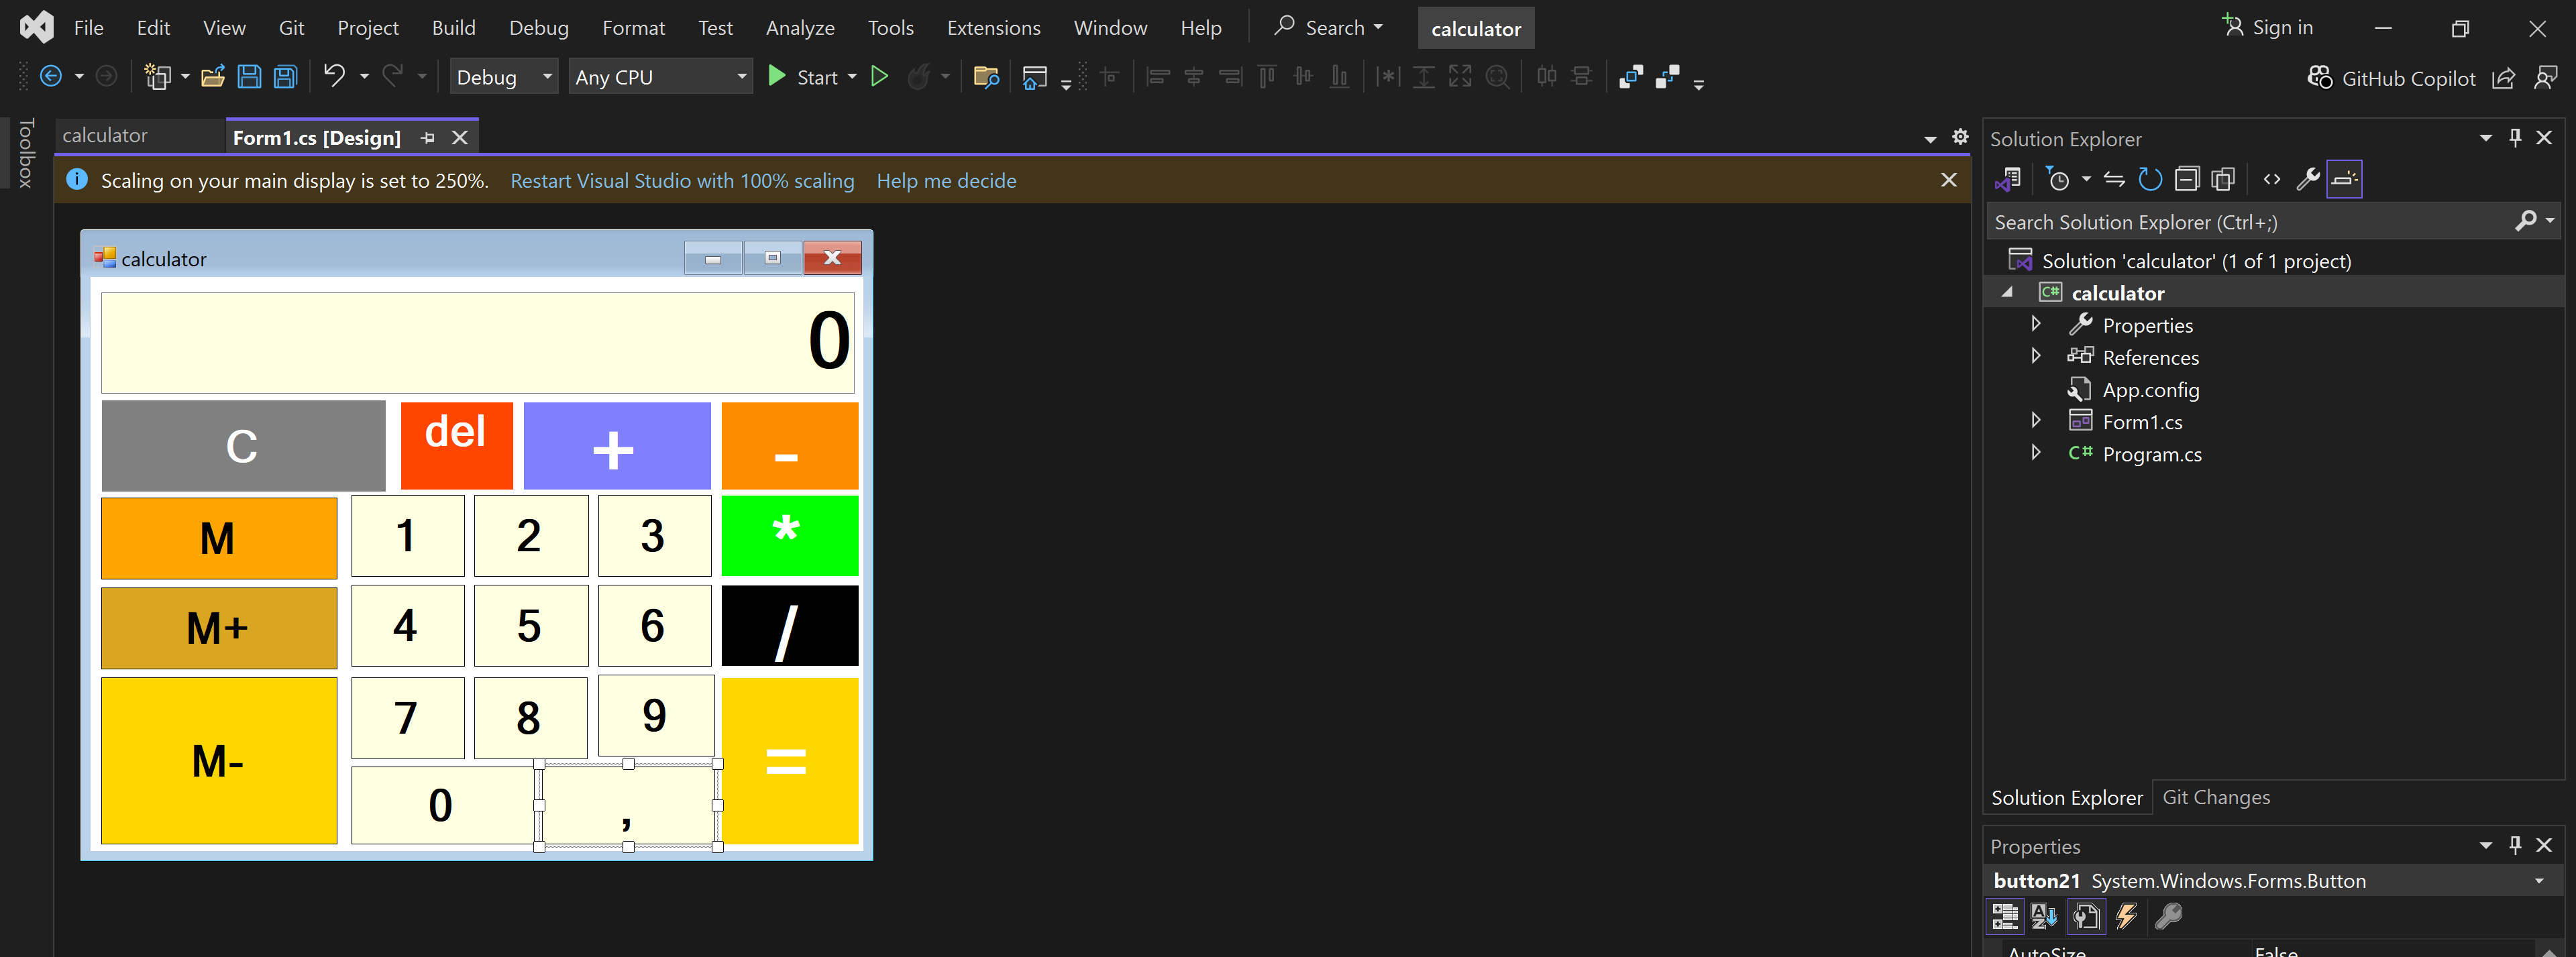 File Edit View Git Project Build Debug Format Test Analyze Tools Extensions Window Help Search calculator Sign in
Debug Any CPU Start GitHub Copilot
Toolbox
calculator Form1.cs [Design]
Scaling on your main display is set to 250%. Restart Visual Studio with 100% scaling Help me decide
calculator
0
C del + -
M 1 2 3 *
M+ 4 5 6 /
M- 7 8 9 =
0 ,
Solution Explorer
Search Solution Explorer (Ctrl+;)
Solution 'calculator' (1 of 1 project)
C# calculator
Properties
References
App.config
Form1.cs
C# Program.cs
Solution Explorer Git Changes
Properties
button21 System.Windows.Forms.Button
AutoSize False